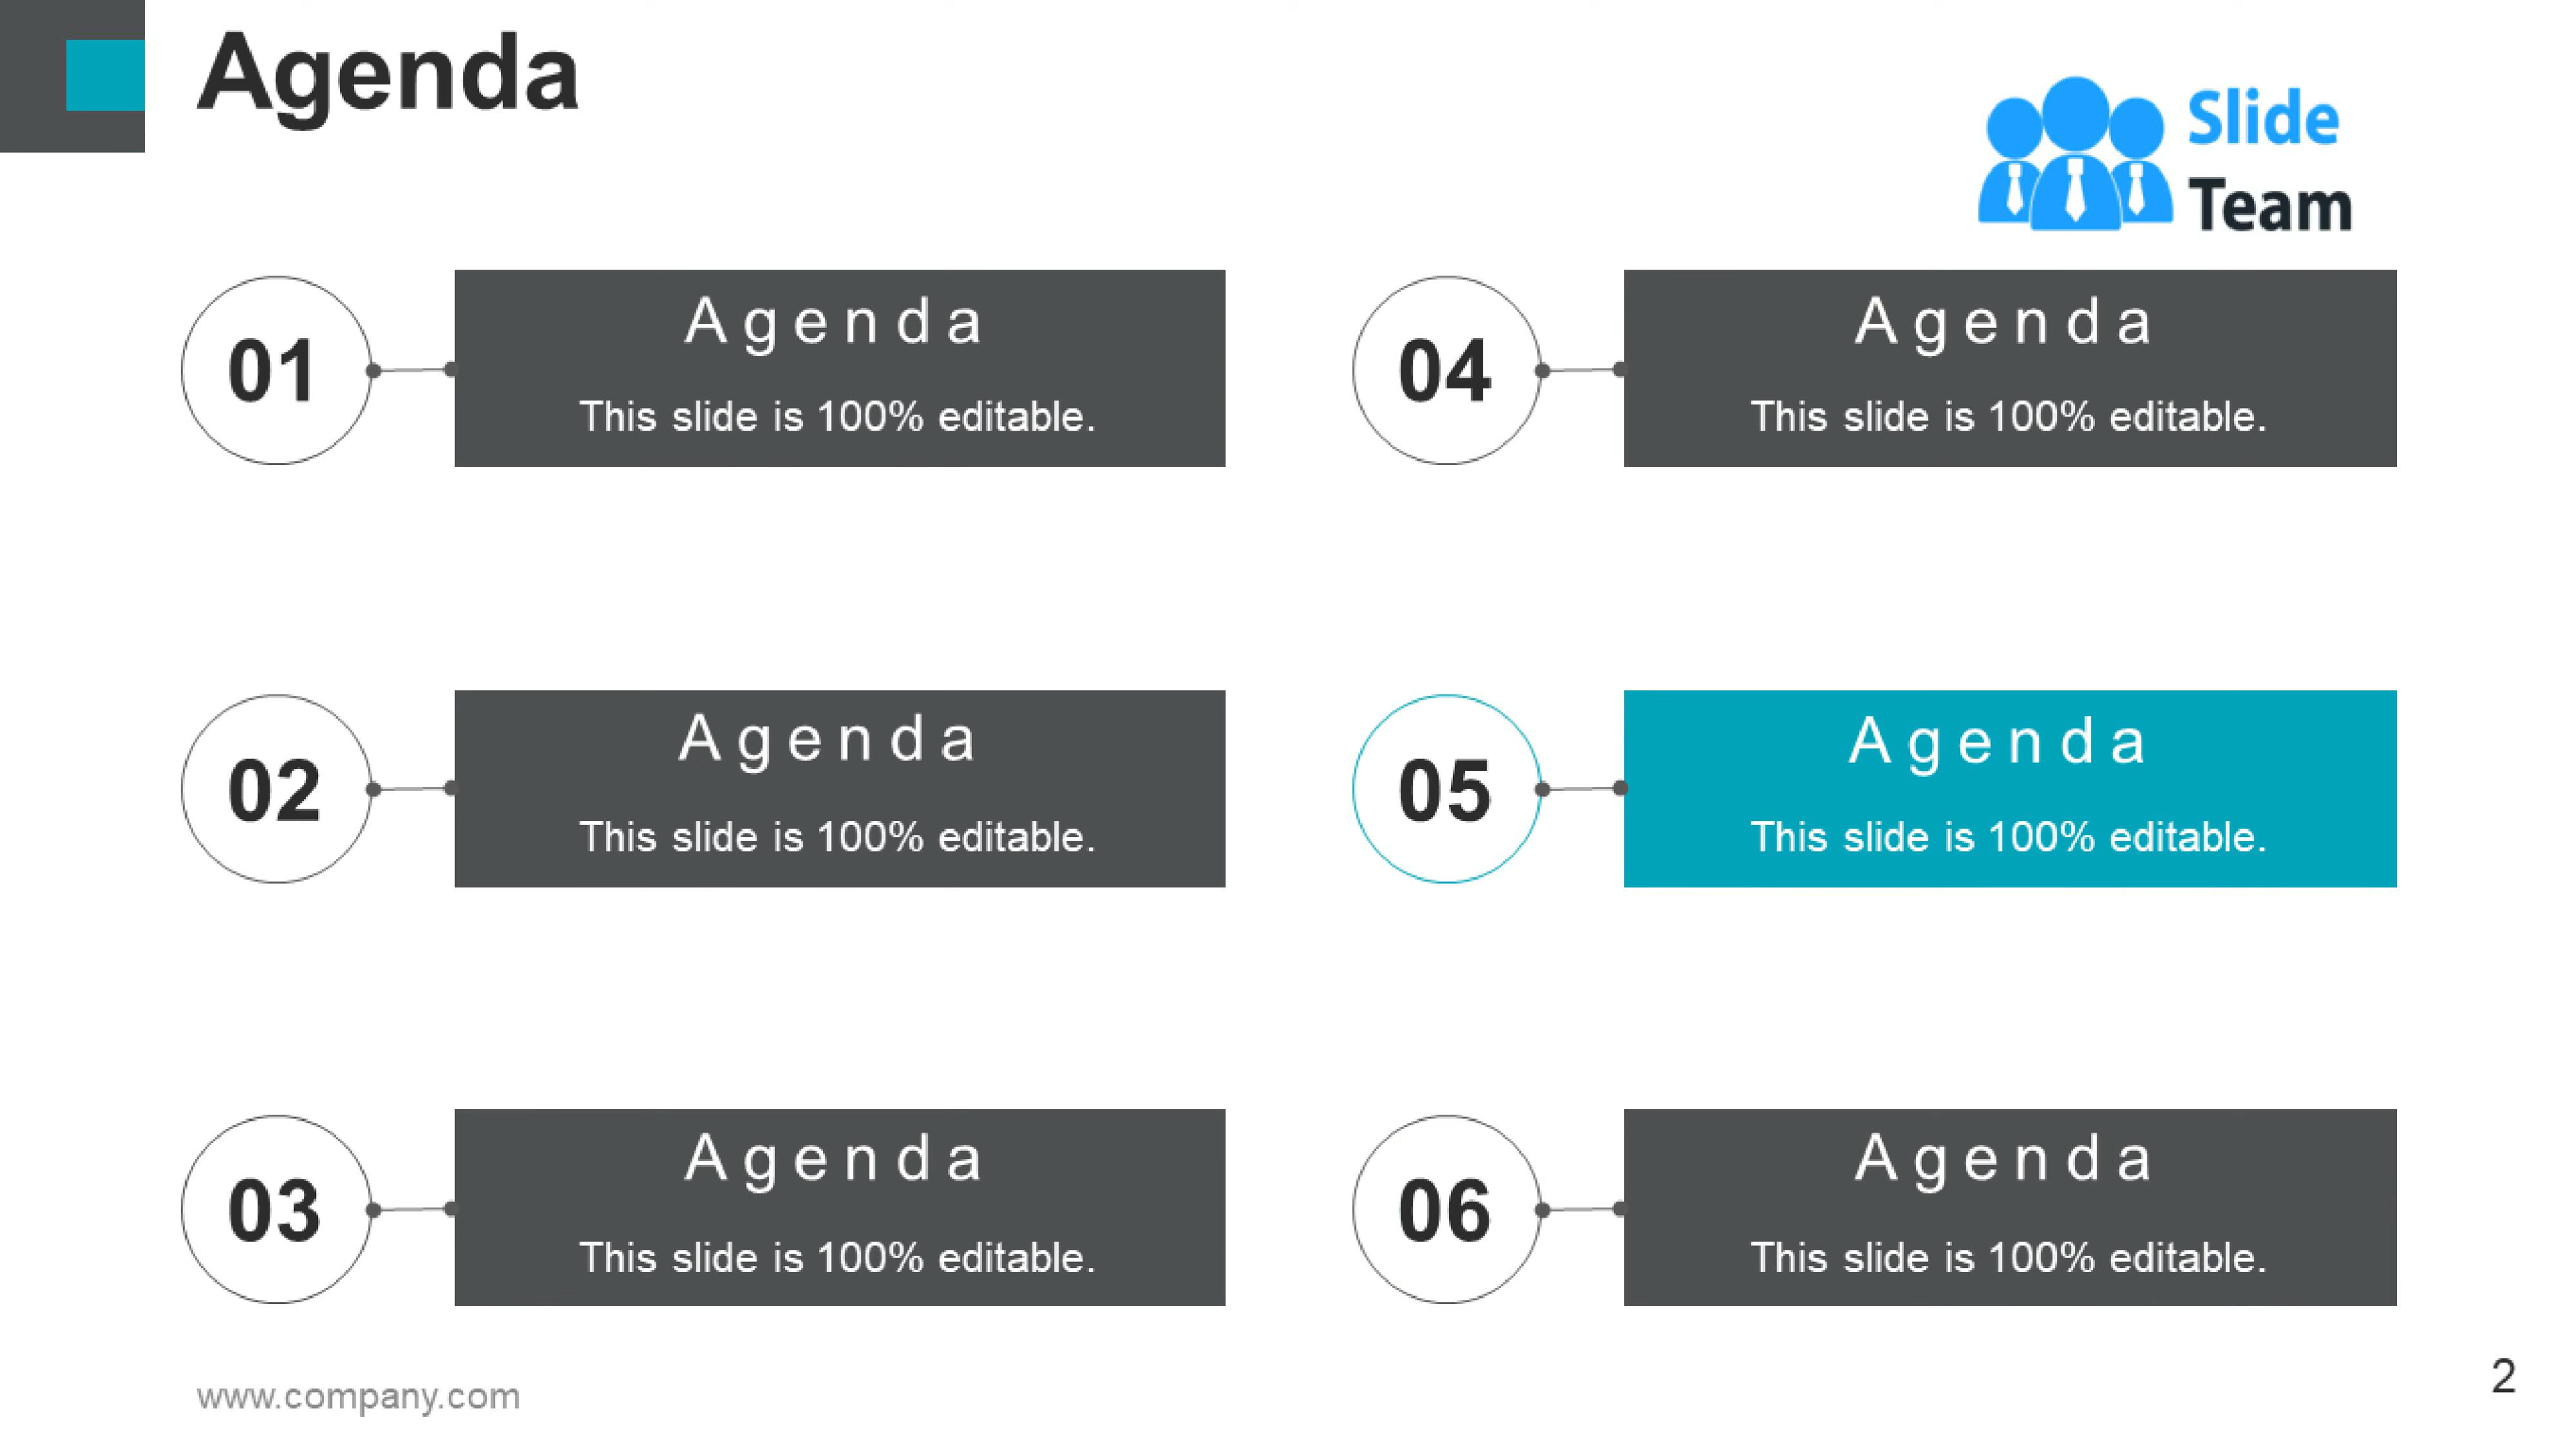 Agenda
Slide
Team
01
Agenda
This slide is 100% editable.
02
Agenda
This slide is 100% editable.
03
Agenda
This slide is 100% editable.
04
Agenda
This slide is 100% editable.
05
Agenda
This slide is 100% editable.
06
Agenda
This slide is 100% editable.
www.company.com
2